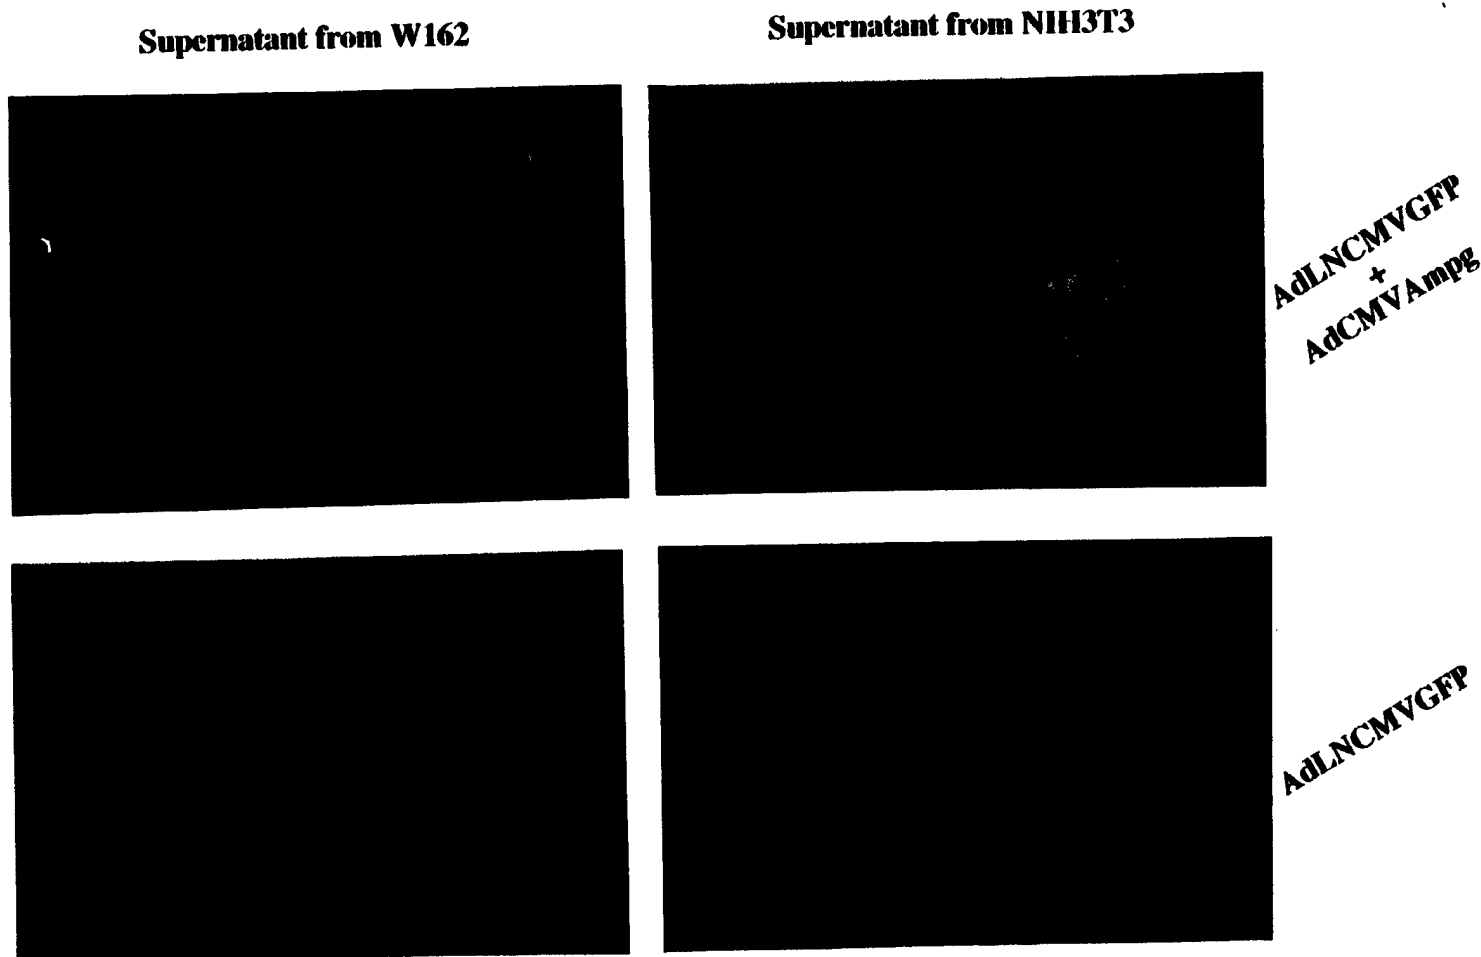 Supernatant from W162
Supernatant from NIH3T3
AdLNCMVGFP
+
AdCMVAmpg
AdLNCMVGFP